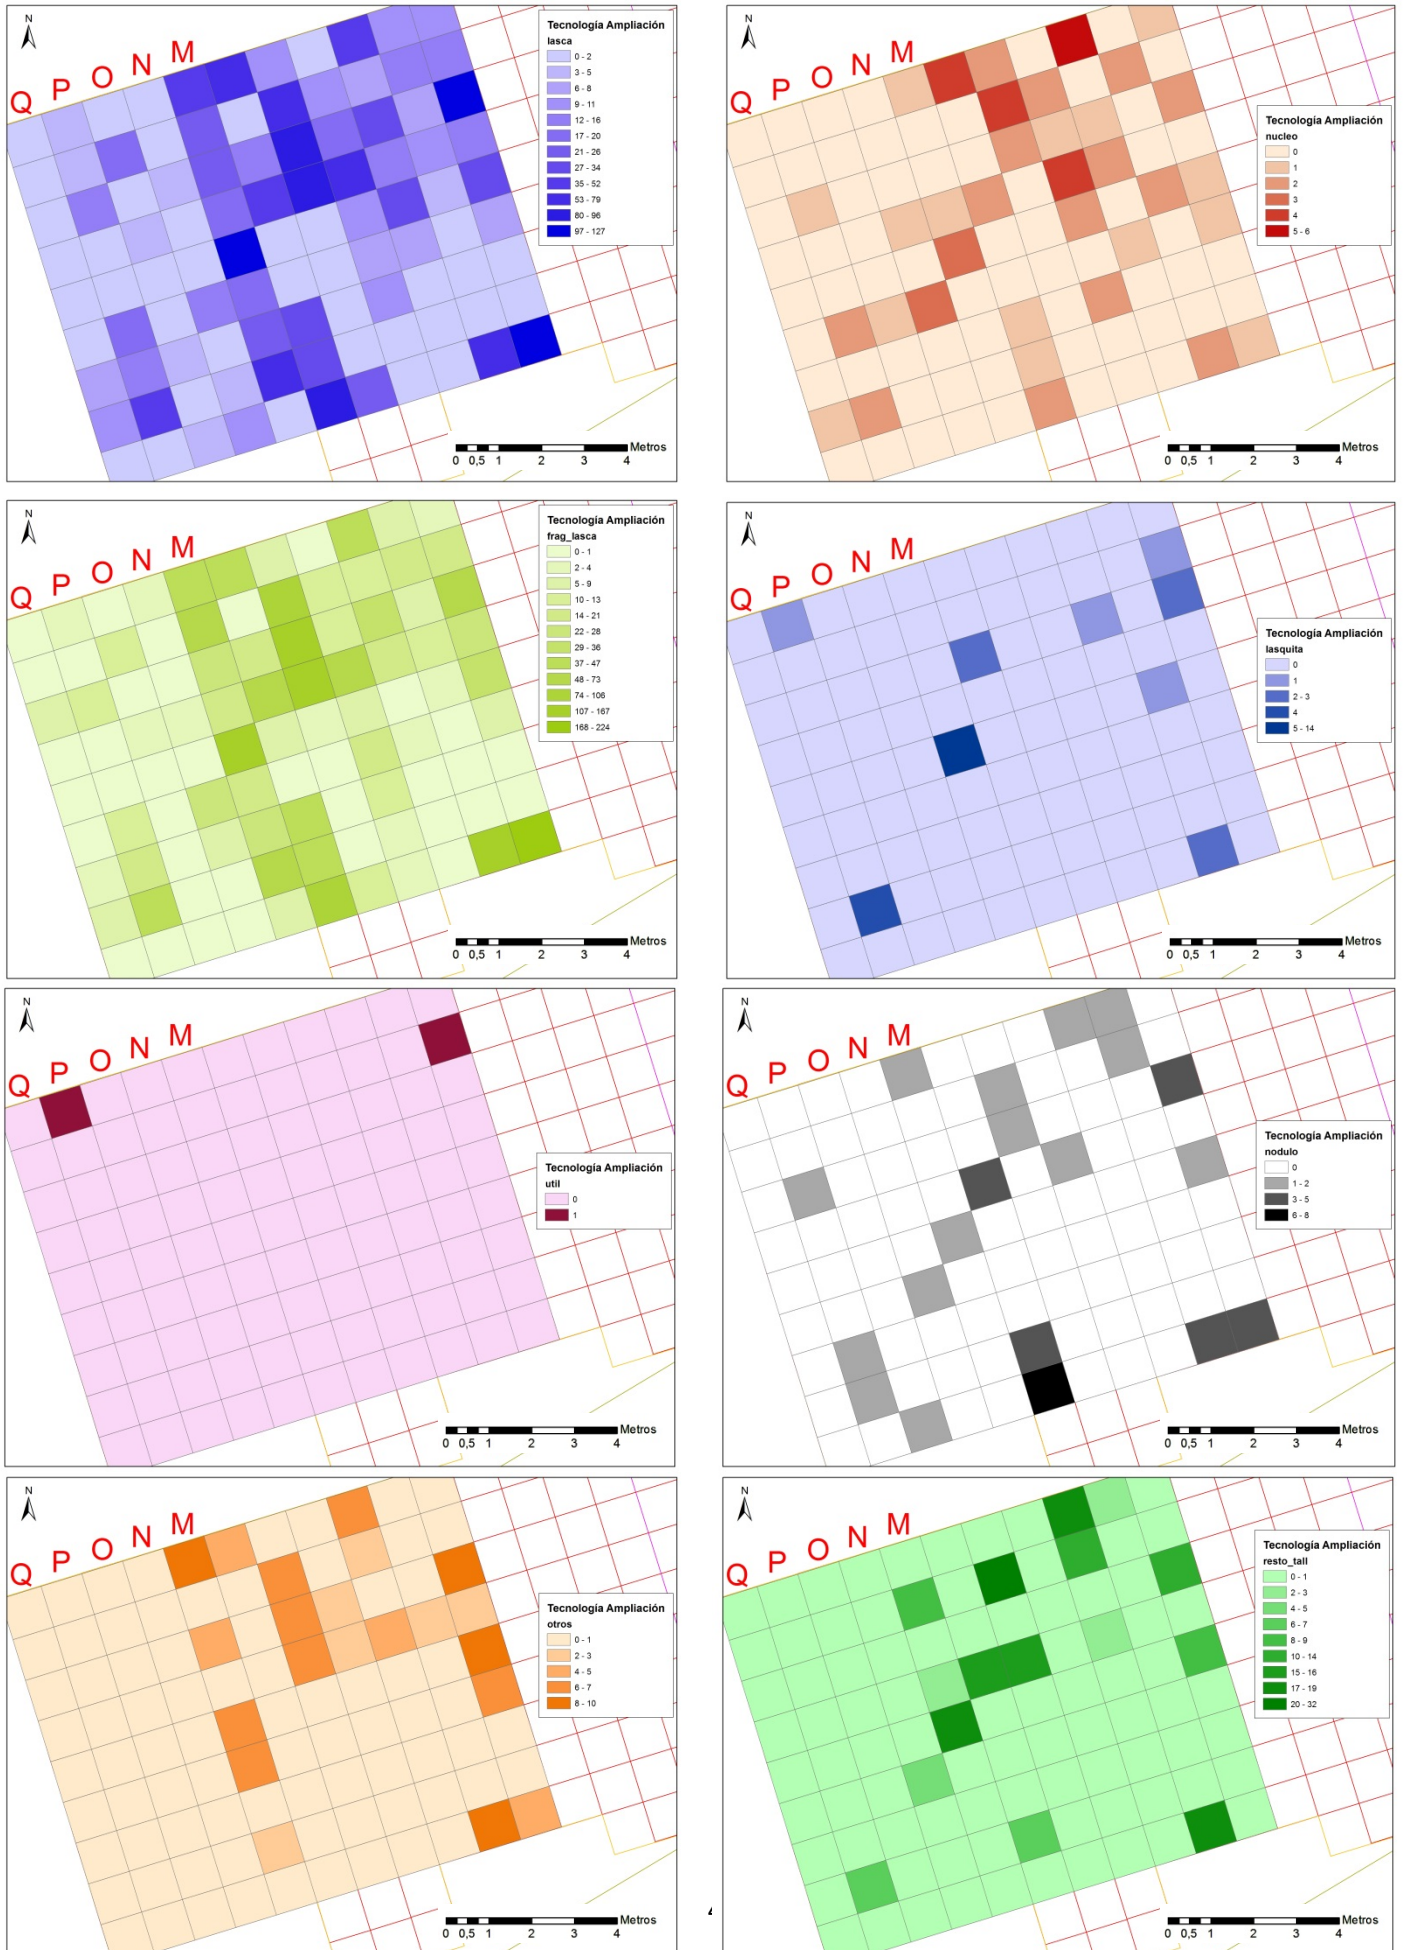 N
Q P O N M
Tecnología Ampliación
lasca
0 - 2
3 - 5
6 - 8
9 - 11
12 - 16
17 - 20
21 - 26
27 - 34
35 - 52
53 - 79
80 - 96
97 - 127
0 0,5 1 2 3 4 Metros
N
Q P O N M
Tecnología Ampliación
nucleo
0
1
2
3
4
5 - 6
0 0,5 1 2 3 4 Metros
N
Q P O N M
Tecnología Ampliación
frag_lasca
0 - 1
2 - 4
5 - 9
10 - 13
14 - 21
22 - 28
29 - 36
37 - 47
48 - 73
74 - 106
107 - 167
168 - 224
0 0,5 1 2 3 4 Metros
N
Q P O N M
Tecnología Ampliación
lasquita
0
1
2 - 3
4
5 - 14
0 0,5 1 2 3 4 Metros
N
Q P O N M
Tecnología Ampliación
util
0
1
0 0,5 1 2 3 4 Metros
N
Q P O N M
Tecnología Ampliación
nodulo
0
1 - 2
3 - 5
6 - 8
0 0,5 1 2 3 4 Metros
N
Q P O N M
Tecnología Ampliación
otros
0 - 1
2 - 3
4 - 5
6 - 7
8 - 10
0 0,5 1 2 3 4 Metros
N
Q P O N M
Tecnología Ampliación
resto_tall
0 - 1
2 - 3
4 - 5
6 - 7
8 - 9
10 - 14
15 - 16
17 - 19
20 - 32
0 0,5 1 2 3 4 Metros